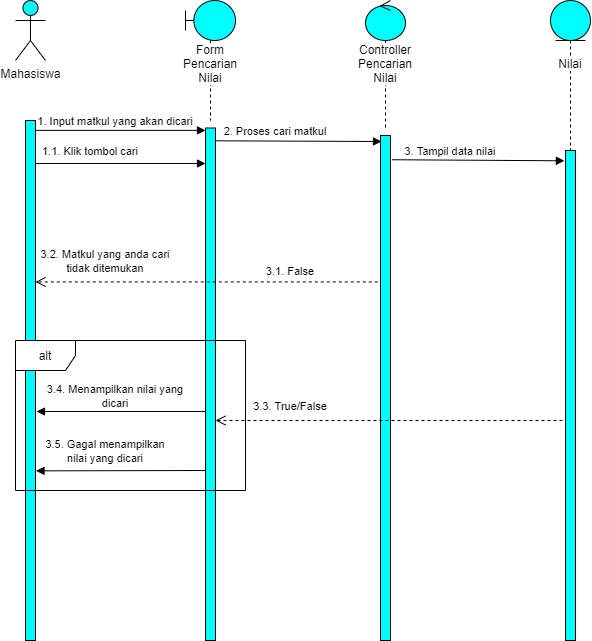 Mahasiswa
Form
Pencarian
Nilai
Controller
Pencarian
Nilai
Nilai
1. Input matkul yang akan dicari
2. Proses cari matkul
1.1. Klik tombol cari
3. Tampil data nilai
3.2. Matkul yang anda cari
tidak ditemukan
3.1. False
alt
3.4. Menampilkan nilai yang
dicari
3.3. True/False
3.5. Gagal menampilkan
nilai yang dicari